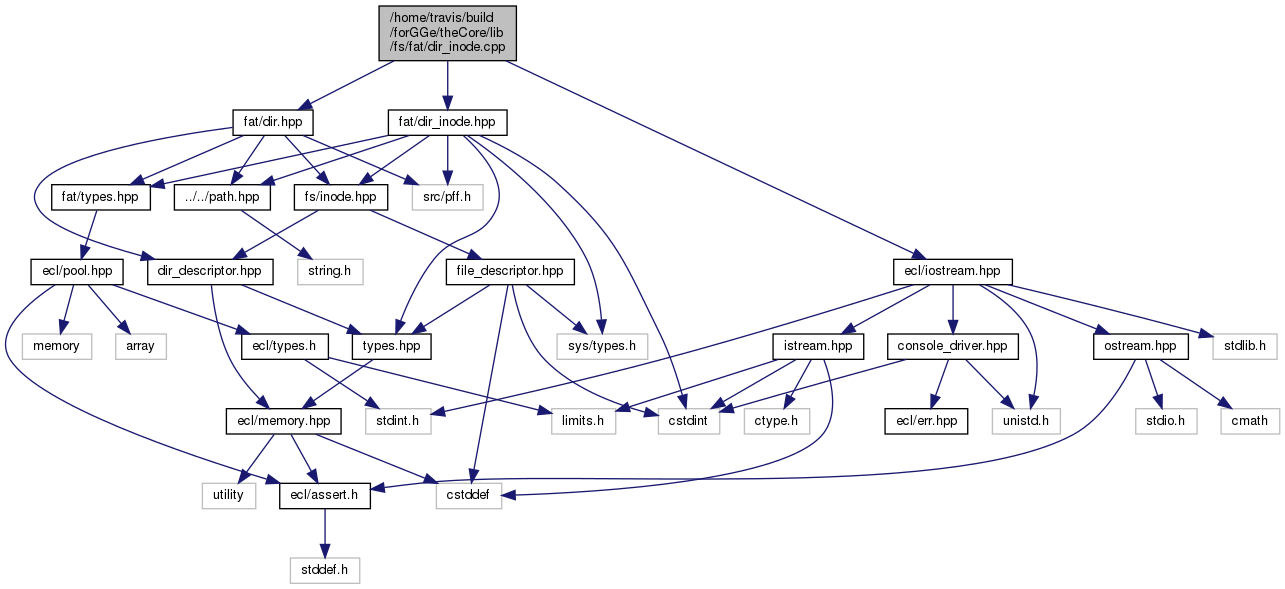 /home/travis/build
/forGGe/theCore/lib
/fs/fat/dir_inode.cpp
fat/dir.hpp
fat/dir_inode.hpp
fat/types.hpp
../../path.hpp
fs/inode.hpp
src/pff.h
ecl/pool.hpp
dir_descriptor.hpp
string.h
file_descriptor.hpp
ecl/iostream.hpp
memory
array
ecl/types.h
types.hpp
sys/types.h
istream.hpp
console_driver.hpp
ostream.hpp
stdlib.h
ecl/memory.hpp
stdint.h
limits.h
cstdint
ctype.h
ecl/err.hpp
unistd.h
stdio.h
cmath
utility
ecl/assert.h
cstddef
stddef.h